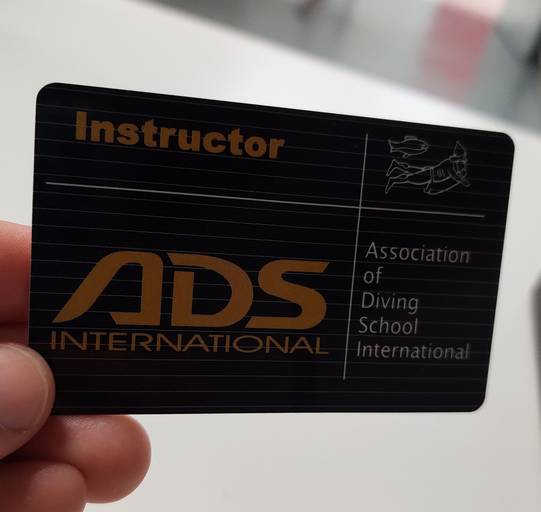 Instructor
ADS
INTERNATIONAL
Association
of
Diving
School
International